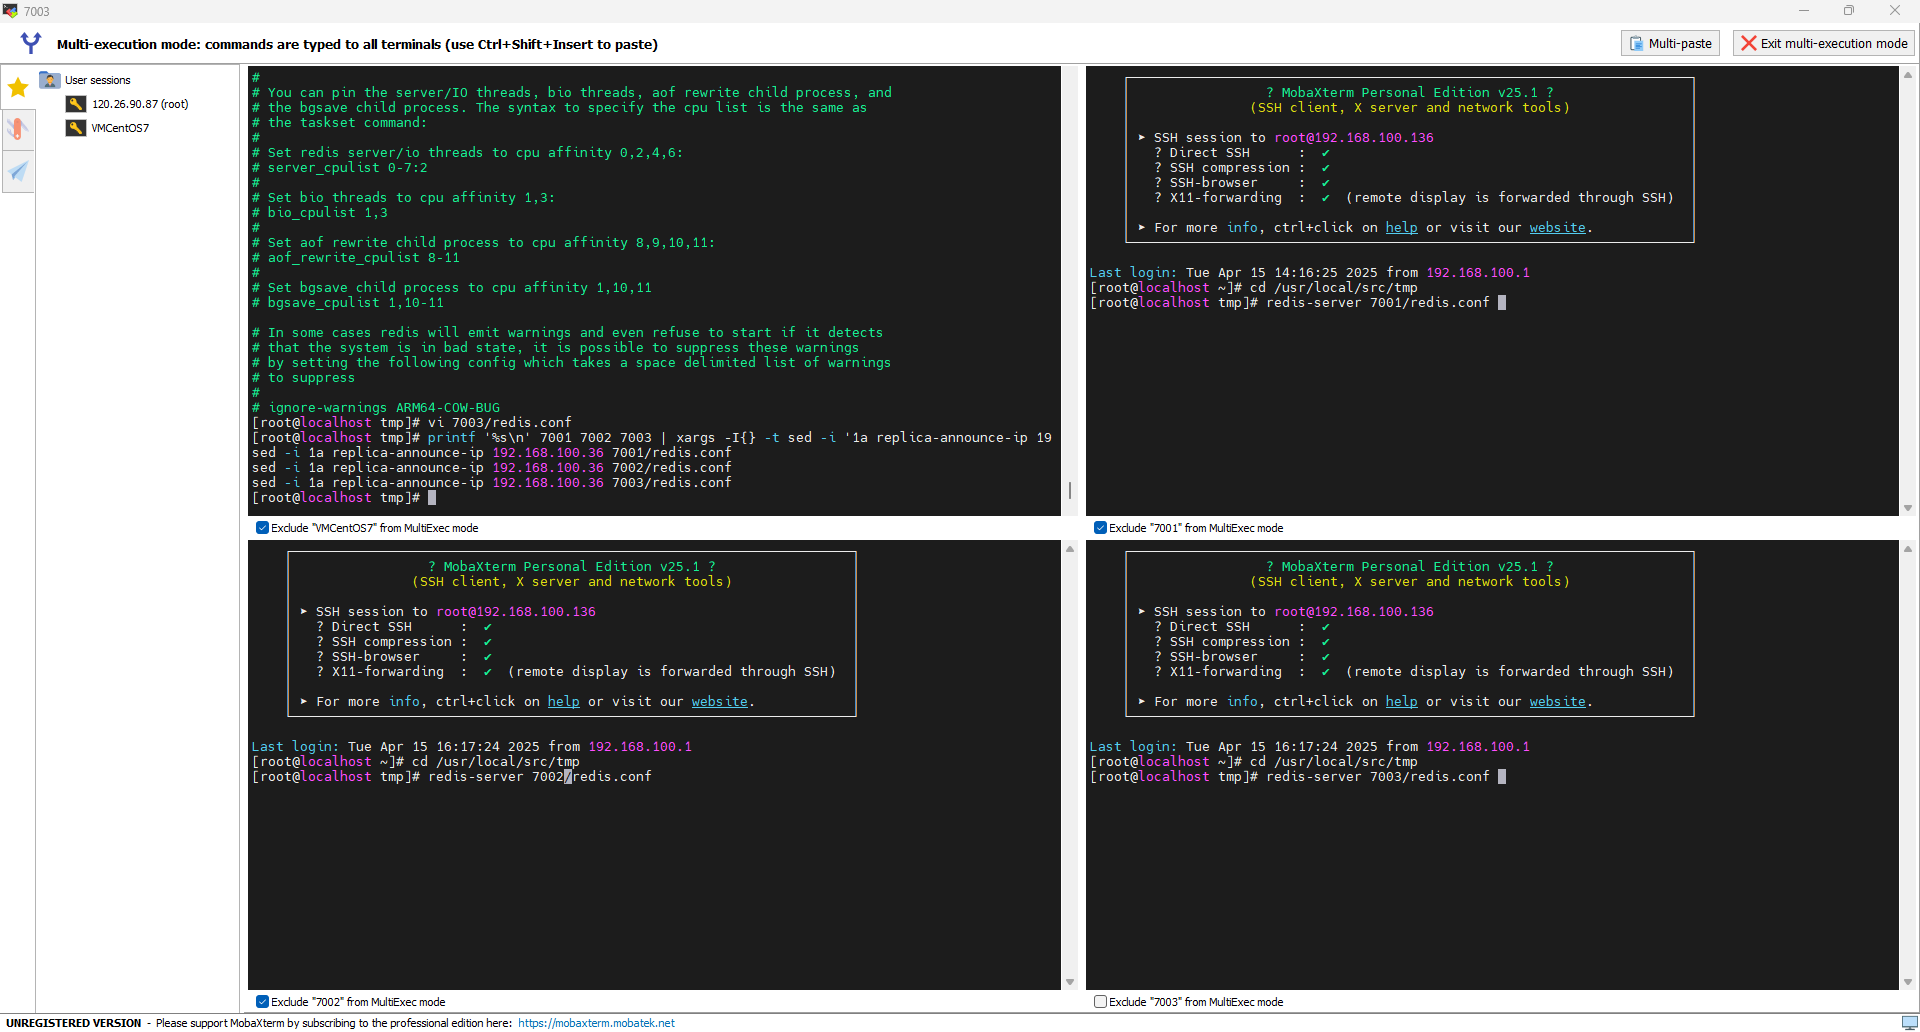 7003
Multi-execution mode: commands are typed to all terminals (use Ctrl+Shift+Insert to paste)
Multi-paste
Exit multi-execution mode
User sessions
120.26.90.87 (root)
VMCentOS7
#
# You can pin the server/IO threads, bio threads, aof rewrite child process, and
# the bgsave child process. The syntax to specify the cpu list is the same as
# the taskset command:
#
# Set redis server/io threads to cpu affinity 0,2,4,6:
# server_cpulist 0-7:2
#
# Set bio threads to cpu affinity 1,3:
# bio_cpulist 1,3
#
# Set aof rewrite child process to cpu affinity 8,9,10,11:
# aof_rewrite_cpulist 8-11
#
# Set bgsave child process to cpu affinity 1,10,11
# bgsave_cpulist 1,10-11

# In some cases redis will emit warnings and even refuse to start if it detects
# that the system is in bad state, it is possible to suppress these warnings
# by setting the following config which takes a space delimited list of warnings
# to suppress
#
# ignore-warnings ARM64-COW-BUG
[root@localhost tmp]# vi 7003/redis.conf
[root@localhost tmp]# printf '%s\n' 7001 7002 7003 | xargs -I{} -t sed -i '1a replica-announce-ip 19
sed -i 1a replica-announce-ip 192.168.100.36 7001/redis.conf
sed -i 1a replica-announce-ip 192.168.100.36 7002/redis.conf
sed -i 1a replica-announce-ip 192.168.100.36 7003/redis.conf
[root@localhost tmp]#
Exclude "VMCentOS7" from MultiExec mode
? MobaXterm Personal Edition v25.1 ?
(SSH client, X server and network tools)
➤ SSH session to root@192.168.100.136
? Direct SSH : ✔
? SSH compression : ✔
? SSH-browser : ✔
? X11-forwarding : ✔ (remote display is forwarded through SSH)
➤ For more info, ctrl+click on help or visit our website.
Last login: Tue Apr 15 14:16:25 2025 from 192.168.100.1
[root@localhost ~]# cd /usr/local/src/tmp
[root@localhost tmp]# redis-server 7001/redis.conf
Exclude "7001" from MultiExec mode
? MobaXterm Personal Edition v25.1 ?
(SSH client, X server and network tools)
➤ SSH session to root@192.168.100.136
? Direct SSH : ✔
? SSH compression : ✔
? SSH-browser : ✔
? X11-forwarding : ✔ (remote display is forwarded through SSH)
➤ For more info, ctrl+click on help or visit our website.
Last login: Tue Apr 15 16:17:24 2025 from 192.168.100.1
[root@localhost ~]# cd /usr/local/src/tmp
[root@localhost tmp]# redis-server 7002/redis.conf
Exclude "7002" from MultiExec mode
? MobaXterm Personal Edition v25.1 ?
(SSH client, X server and network tools)
➤ SSH session to root@192.168.100.136
? Direct SSH : ✔
? SSH compression : ✔
? SSH-browser : ✔
? X11-forwarding : ✔ (remote display is forwarded through SSH)
➤ For more info, ctrl+click on help or visit our website.
Last login: Tue Apr 15 16:17:24 2025 from 192.168.100.1
[root@localhost ~]# cd /usr/local/src/tmp
[root@localhost tmp]# redis-server 7003/redis.conf
Exclude "7003" from MultiExec mode
UNREGISTERED VERSION - Please support MobaXterm by subscribing to the professional edition here: https://mobaxterm.mobatek.net